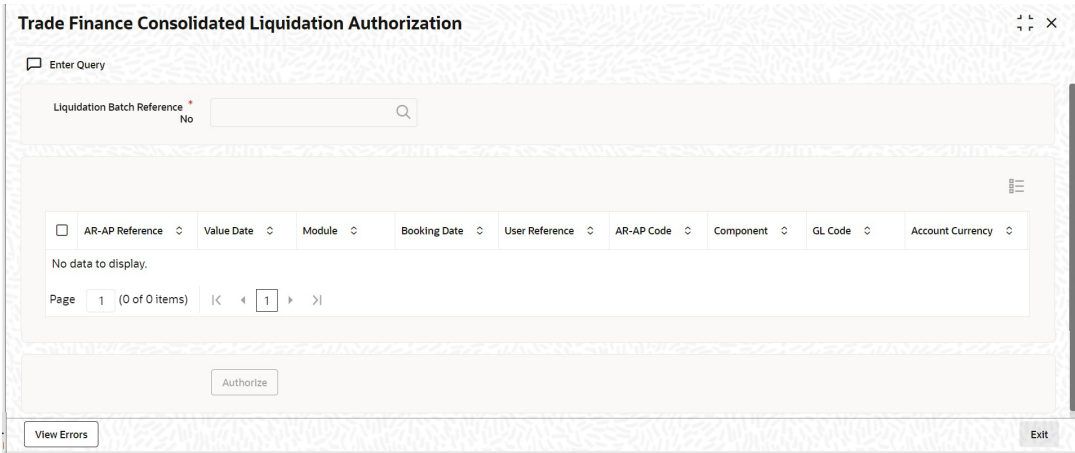 Trade Finance Consolidated Liquidation Authorization
Enter Query
Liquidation Batch Reference *
No
AR-AP Reference Value Date Module Booking Date User Reference AR-AP Code Component GL Code Account Currency
No data to display.
Page 1 (0 of 0 items) 1
Authorize
View Errors Exit